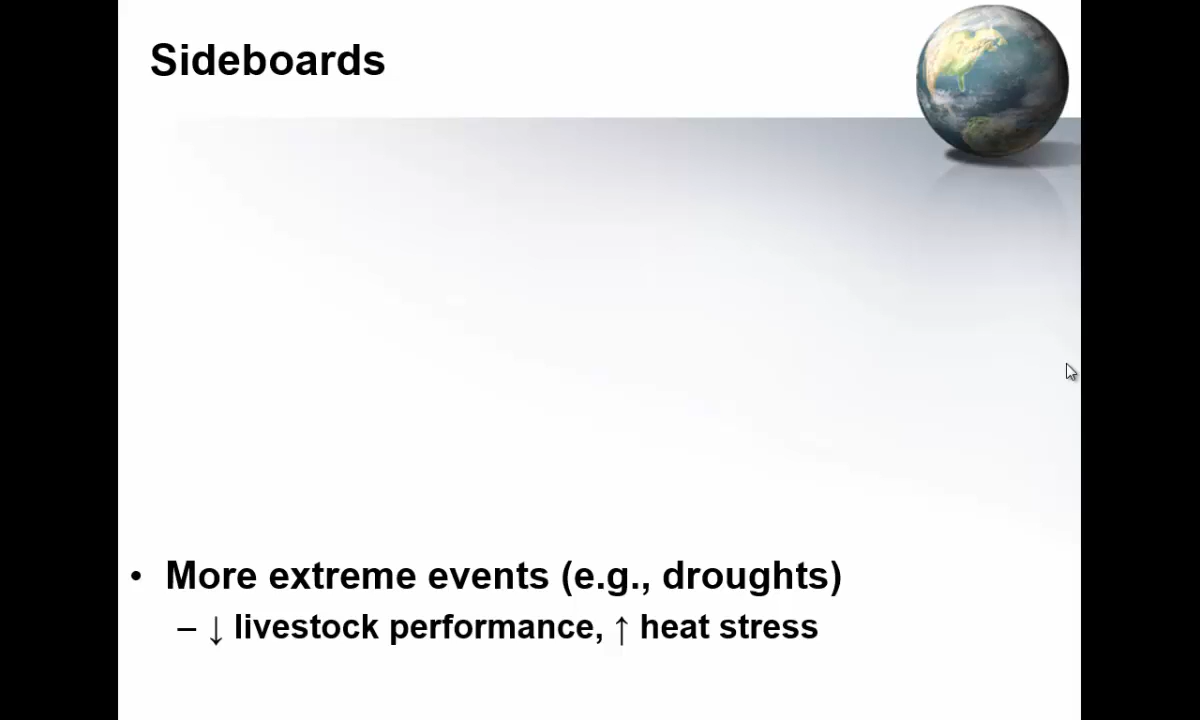 Sideboards
• More extreme events (e.g., droughts)
– ↓ livestock performance, ↑ heat stress